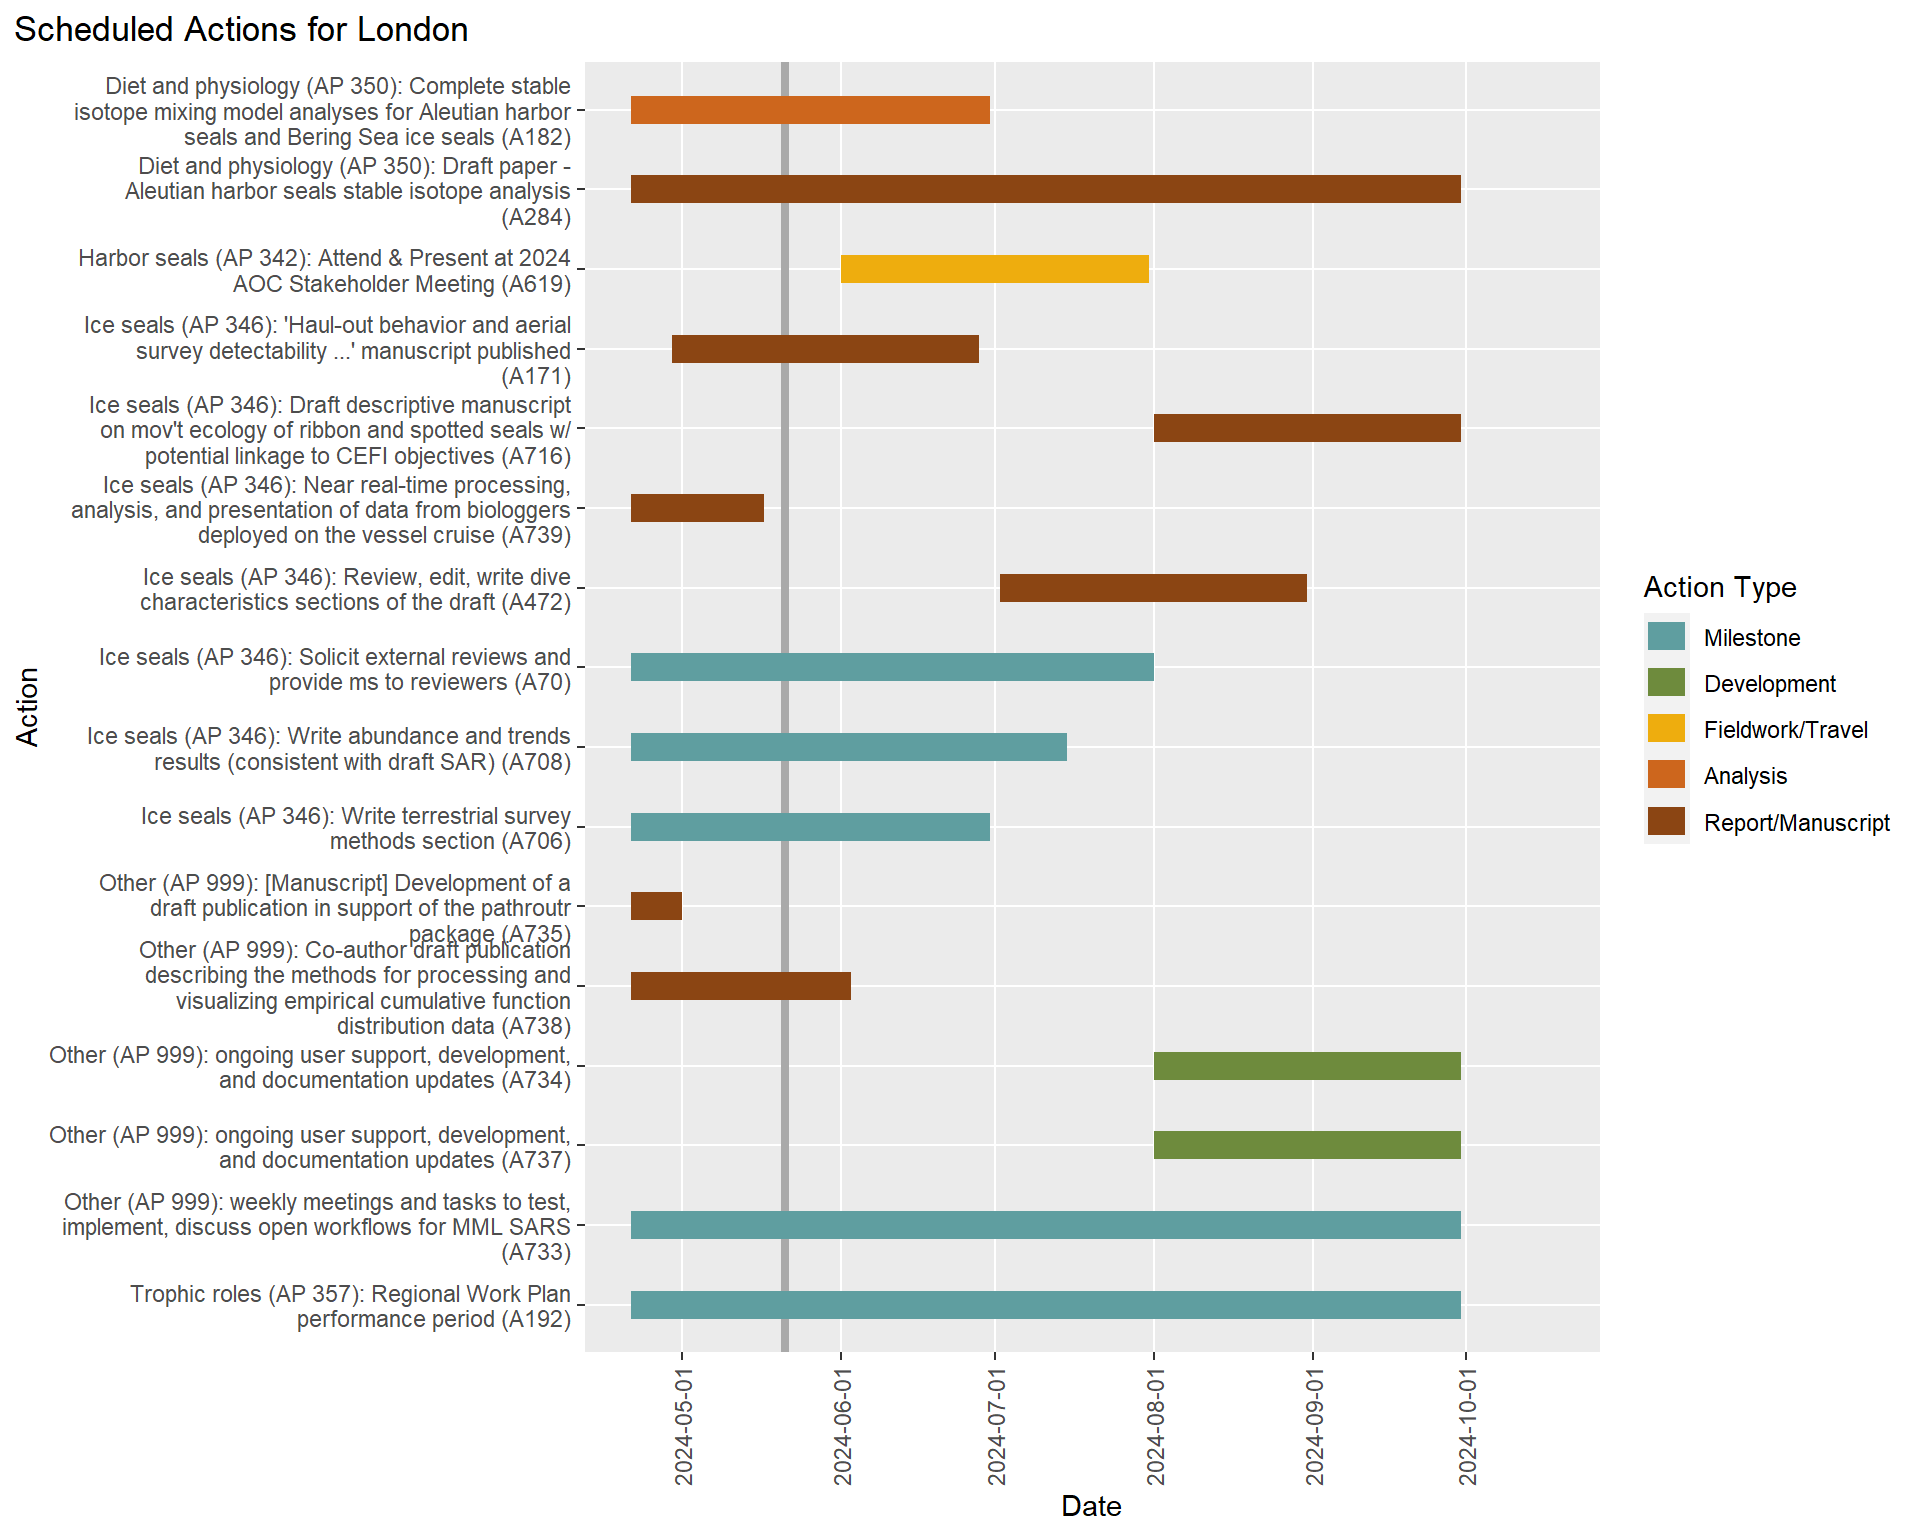 Scheduled Actions for London
Diet and physiology (AP 350): Complete stable
isotope mixing model analyses for Aleutian harbor
seals and Bering Sea ice seals (A182)
Diet and physiology (AP 350): Draft paper -
Aleutian harbor seals stable isotope analysis
(A284)
Harbor seals (AP 342): Attend & Present at 2024
AOC Stakeholder Meeting (A619)
Ice seals (AP 346): 'Haul-out behavior and aerial
survey detectability ...' manuscript published
(A171)
Ice seals (AP 346): Draft descriptive manuscript
on mov't ecology of ribbon and spotted seals w/
potential linkage to CEFI objectives (A716)
Ice seals (AP 346): Near real-time processing,
analysis, and presentation of data from biologgers
deployed on the vessel cruise (A739)
Ice seals (AP 346): Review, edit, write dive
characteristics sections of the draft (A472)
Ice seals (AP 346): Solicit external reviews and
provide ms to reviewers (A70)
Ice seals (AP 346): Write abundance and trends
results (consistent with draft SAR) (A708)
Ice seals (AP 346): Write terrestrial survey
methods section (A706)
Other (AP 999): [Manuscript] Development of a
draft publication in support of the pathroutr
package (A735)
Other (AP 999): Co-author draft publication
describing the methods for processing and
visualizing empirical cumulative function
distribution data (A738)
Other (AP 999): ongoing user support, development,
and documentation updates (A734)
Other (AP 999): ongoing user support, development,
and documentation updates (A737)
Other (AP 999): weekly meetings and tasks to test,
implement, discuss open workflows for MML SARS
(A733)
Trophic roles (AP 357): Regional Work Plan
performance period (A192)
Action
2024-05-01
2024-06-01
2024-07-01
2024-08-01
2024-09-01
2024-10-01
Date
Action Type
Milestone
Development
Fieldwork/Travel
Analysis
Report/Manuscript